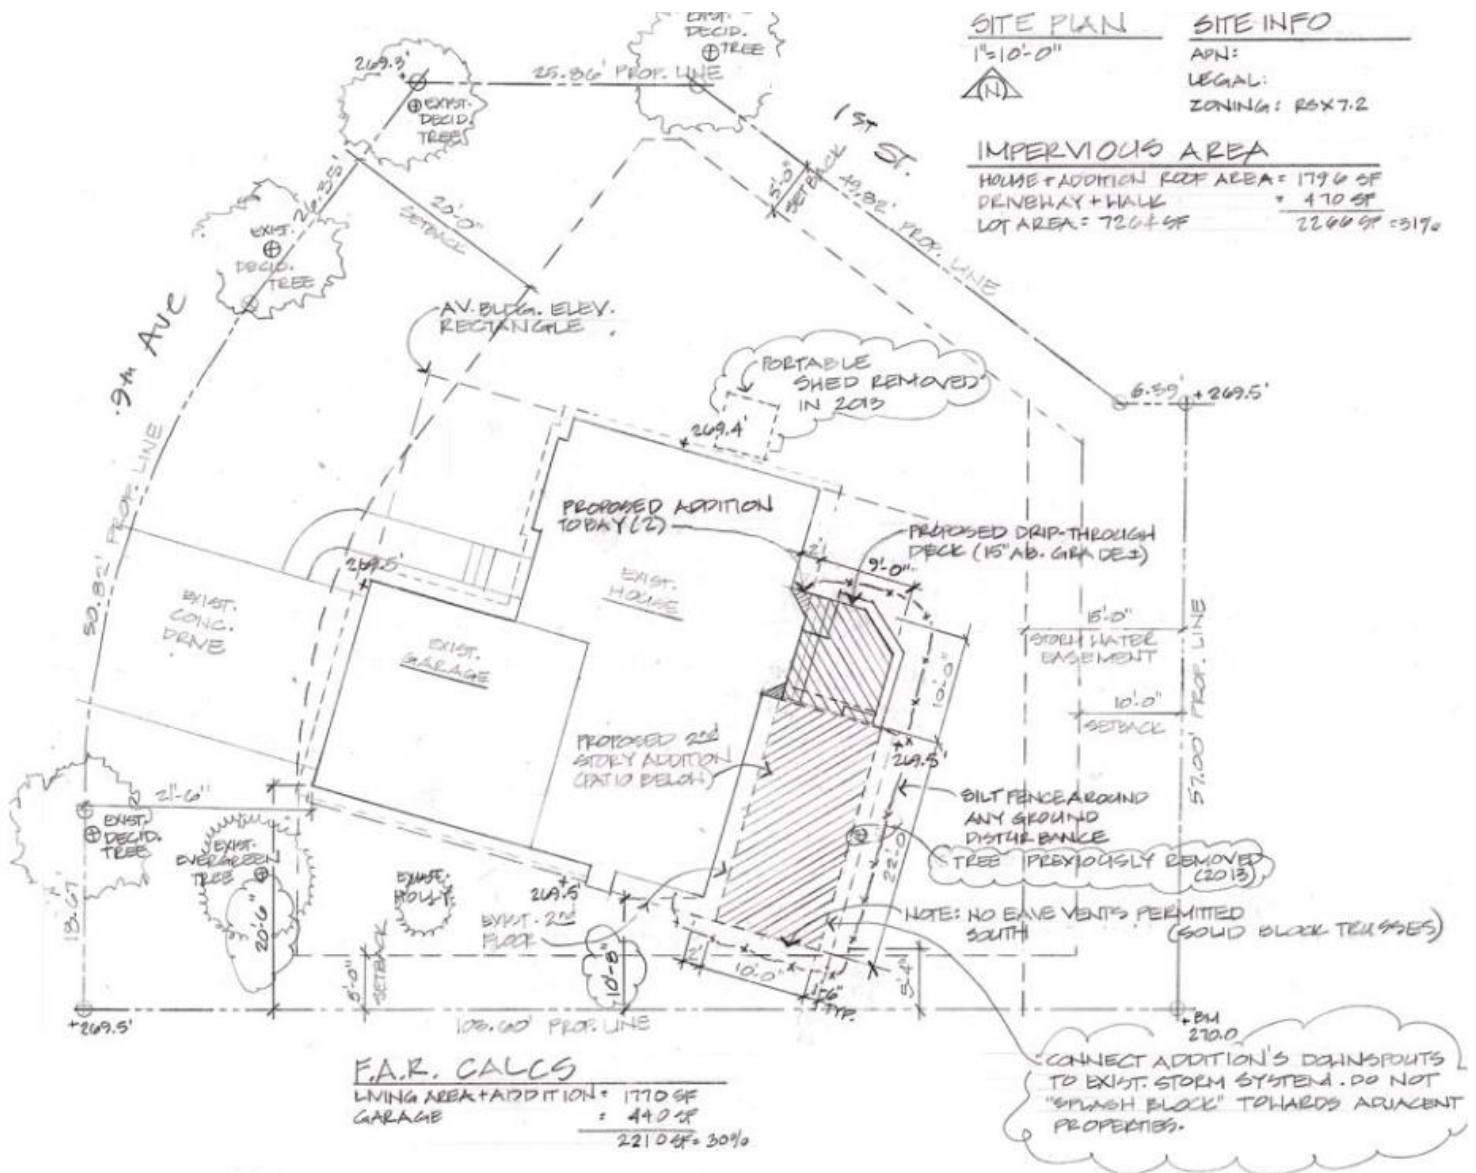 SITE PLAN
1"=10'-0"
N
SITE INFO
APN:
LEGAL:
ZONING: RSX7.2
IMPERVIOUS AREA
HOUSE + ADDITION ROOF AREA = 1796 SF
DRIVEWAY + WALK = 470 SF
LOT AREA = 7264 SF 2266 SF = 31%
EXIST.
DECID.
TREE
269.3'
25.86' PROP. LINE
EXIST.
DECID.
TREE
1ST ST.
5'-0"
SETBACK
49.82' PROP. LINE
26.35'
20'-0"
SETBACK
EXIST.
DECID.
TREE
AV. BLDG. ELEV.
RECTANGLE
9TH AVE
PORTABLE
SHED REMOVED
IN 2013
6.59'
+269.5'
269.4'
50.82' PROP. LINE
PROPOSED ADDITION
TO BAY (2)
PROPOSED DRIP-THROUGH
DECK (15" AB. GRADE±)
2'
9'-0"
269.5'
EXIST.
HOUSE
EXIST.
CONC.
DRIVE
EXIST.
GARAGE
15'-0"
STORM WATER
EASEMENT
10'-0"
10'-0"
SETBACK
57.00' PROP. LINE
PROPOSED 2ND
STORY ADDITION
(PATIO BELOW)
269.5'
21'-6"
SILT FENCE AROUND
ANY GROUND
DISTURBANCE
EXIST.
DECID.
TREE
EXIST.
EVERGREEN
TREE
TREE PREVIOUSLY REMOVED
(2013)
22'-0"
EXIST.
HOLLY
269.5'
18.67'
20'-6"
EXIST. 2ND
FLOOR
NOTE: NO EAVE VENTS PERMITTED
SOUTH (SOLID BLOCK TRUSSES)
5'-0"
SETBACK
10'-8"
2'
10'-0"
1'-6"
TYP.
5'-4"
+269.5'
103.60' PROP. LINE
+BM
270.0
F.A.R. CALCS
LIVING AREA + ADDITION = 1770 SF
GARAGE = 440 SF
2210 SF = 30%
CONNECT ADDITION'S DOWNSPOUTS
TO EXIST. STORM SYSTEM. DO NOT
"SPLASH BLOCK" TOWARDS ADJACENT
PROPERTIES.